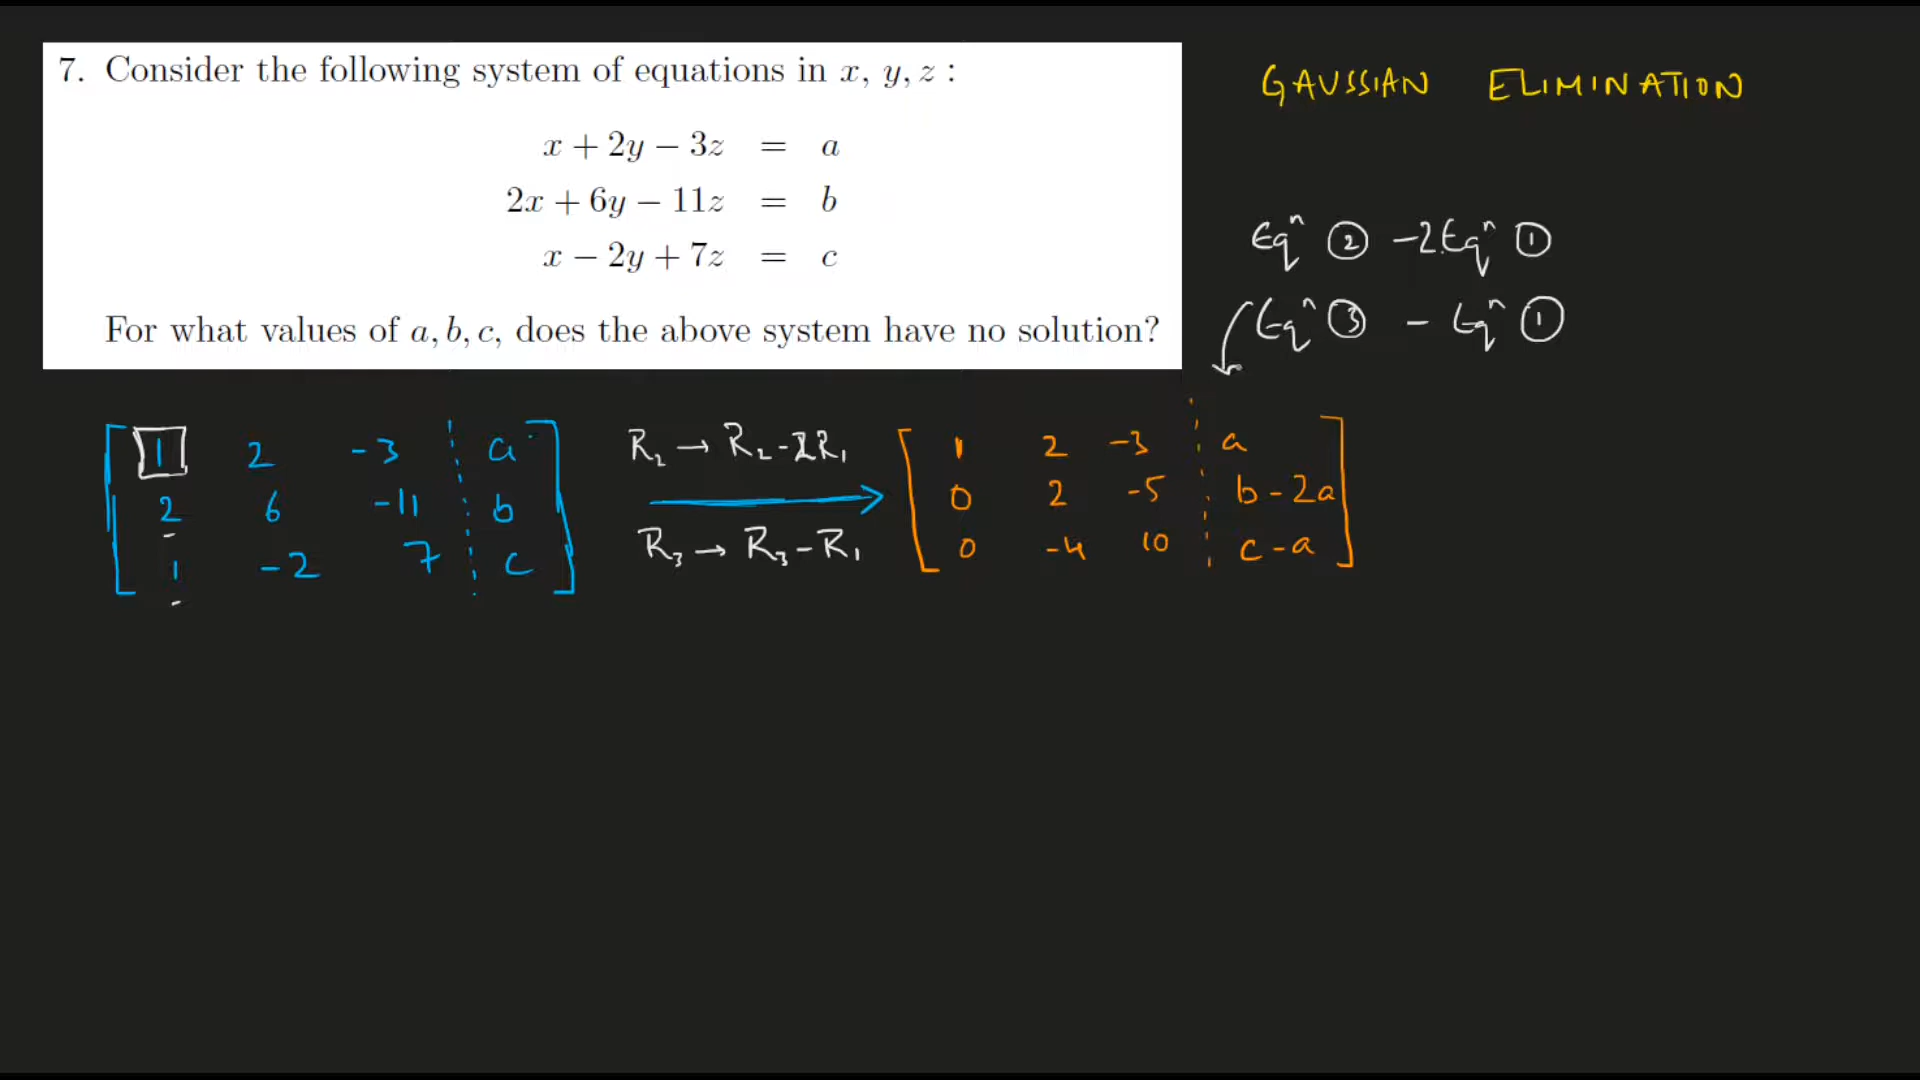 7. Consider the following system of equations in x, y, z :
x + 2y − 3z = a
2x + 6y − 11z = b
x − 2y + 7z = c
For what values of a, b, c, does the above system have no solution?
GAUSSIAN ELIMINATION
Eqⁿ ② -2Eqⁿ ①
Eqⁿ ③ - Eqⁿ ①
1 2 -3 a
2 6 -11 b
1 -2 7 c
R₂ → R₂-2R₁
R₃ → R₃-R₁
1 2 -3 a
0 2 -5 b-2a
0 -4 10 c-a